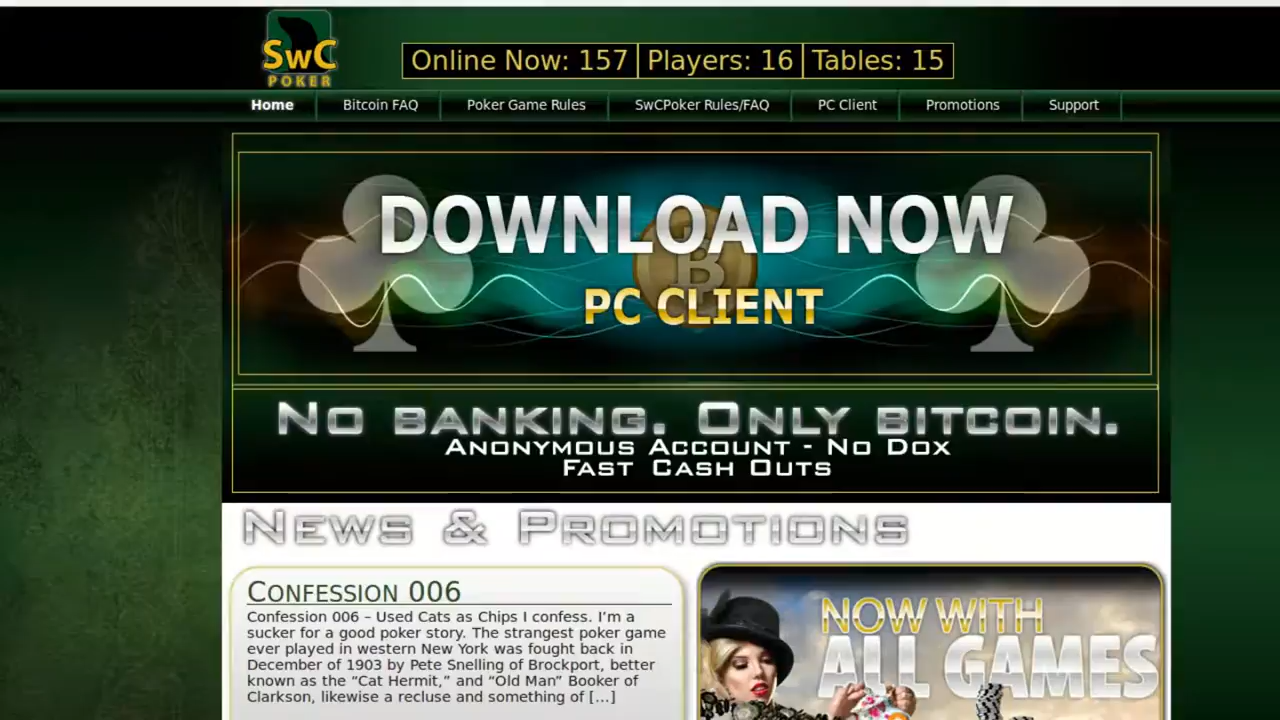 SwC
POKER
Online Now: 157 Players: 16 Tables: 15
Home Bitcoin FAQ Poker Game Rules SwCPoker Rules/FAQ PC Client Promotions Support
DOWNLOAD NOW
PC CLIENT
No banking. Only bitcoin.
Anonymous Account - No Dox
Fast Cash Outs
News & Promotions
Confession 006
Confession 006 – Used Cats as Chips I confess. I’m a
sucker for a good poker story. The strangest poker game
ever played in western New York was fought back in
December of 1903 by Pete Snelling of Brockport, better
known as the “Cat Hermit,” and “Old Man” Booker of
Clarkson, likewise a recluse and something of [...]
NOW WITH
ALL GAMES